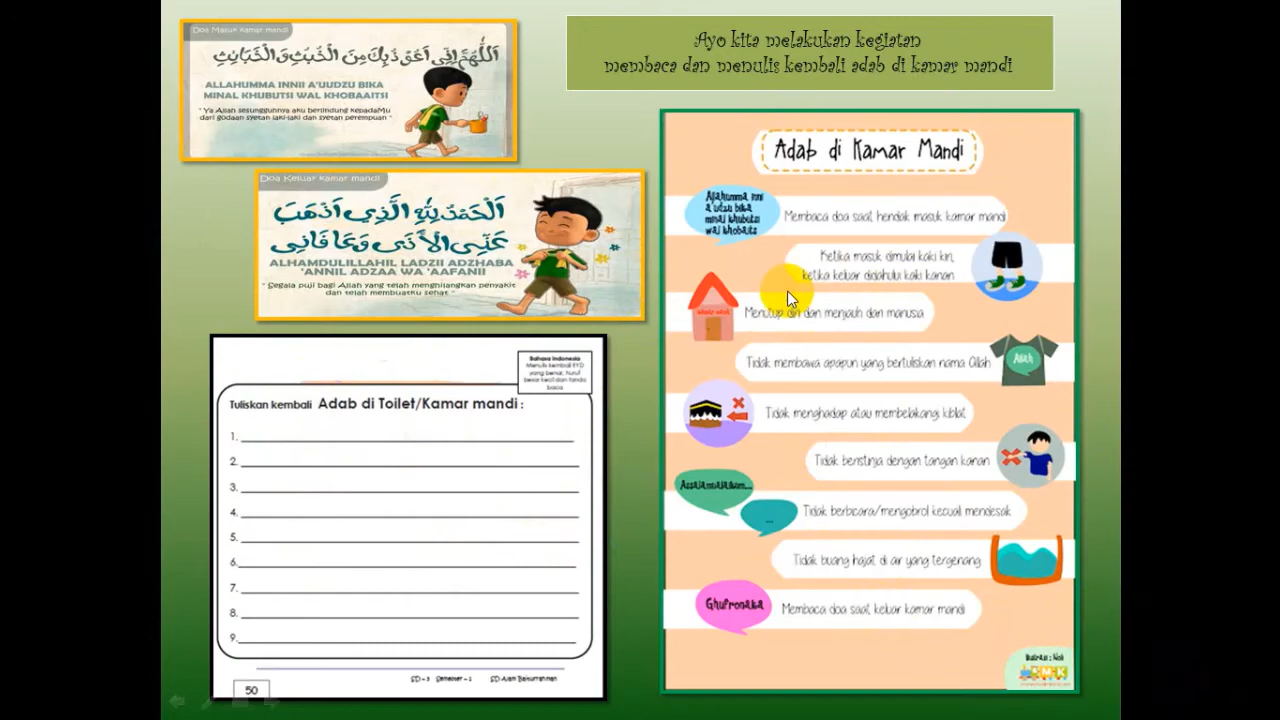 Doa Masuk kamar mandi
اَللّٰهُمَّ اِنِّي اَعُوْذُبِكَ مِنَ الْخُبُثِ وَالْخَبَائِثِ
ALLAHUMMA INNII A'UUDZU BIKA
MINAL KHUBUTSI WAL KHOBAAITSI
" Ya Allah sesungguhnya aku berlindung kepadaMu
dari godaan syetan laki-laki dan syetan perempuan "
Doa Keluar kamar mandi
اَلْحَمْدُ لِلّٰهِ الَّذِى اَذْهَبَ
عَنِّى الْأَذَى وَعَافَانِى
ALHAMDULILLAHIL LADZII ADZHABA
'ANNIL ADZAA WA 'AAFANII
" Segala puji bagi Allah yang telah menghilangkan penyakit
dan telah membuatku sehat "
Bahasa Indonesia
Menulis kembali EYD
yang benar, huruf
besar kecil dan tanda
baca
Tuliskan kembali Adab di Toilet/Kamar mandi :
1.
2.
3.
4.
5.
6.
7.
8.
9.
SD - 3 Semester - 1 SD Alam Baiturrahman
50
Ayo kita melakukan kegiatan
membaca dan menulis kembali adab di kamar mandi
Adab di Kamar Mandi
Allahumma inni
a'udzu bika
minal khubutsi
wal khobaits
Membaca doa saat hendak masuk kamar mandi
Ketika masuk dimulai kaki kiri,
ketika keluar didahului kaki kanan
Menutup diri dan menjauh dari manusia
Tidak membawa apapun yang bertuliskan nama Allah
Allah
Tidak menghadap atau membelakangi kiblat
Tidak beristinja dengan tangan kanan
Assalamualaikum...
...
Tidak berbicara/mengobrol kecuali mendesak
Tidak buang hajat di air yang tergenang
Ghufronaka
Membaca doa saat keluar kamar mandi